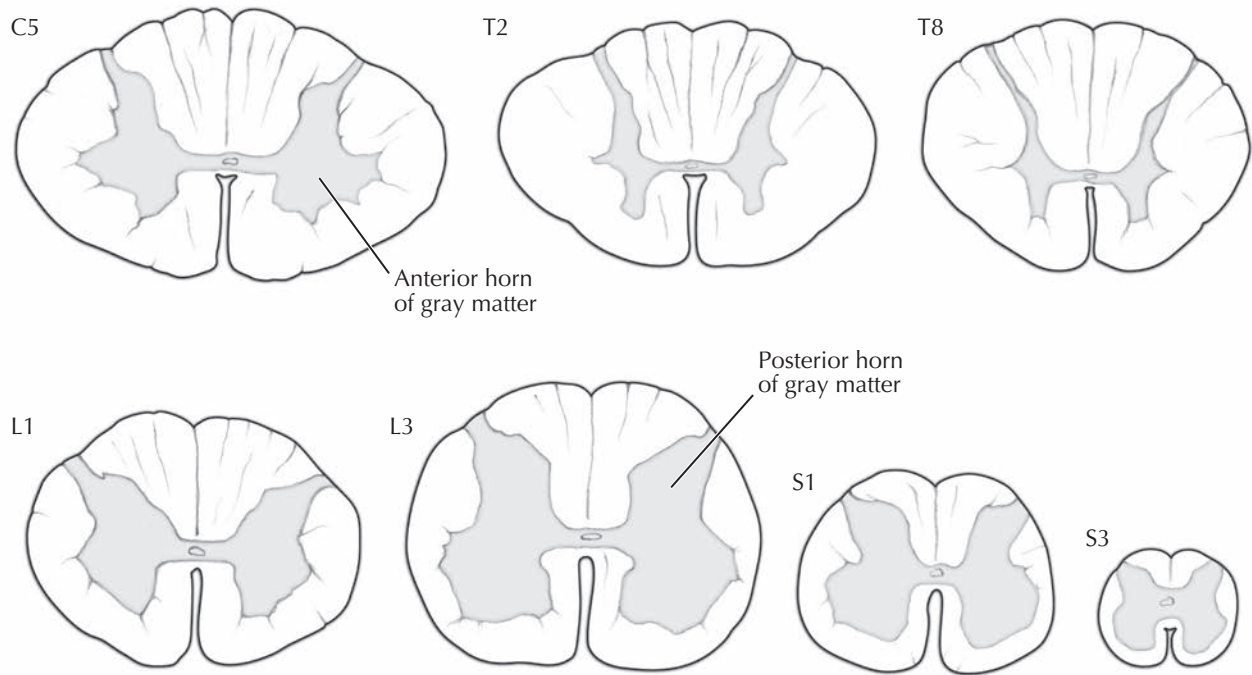 C5
T2
T8
Anterior horn
of gray matter
Posterior horn
of gray matter
L1
L3
S1
S3